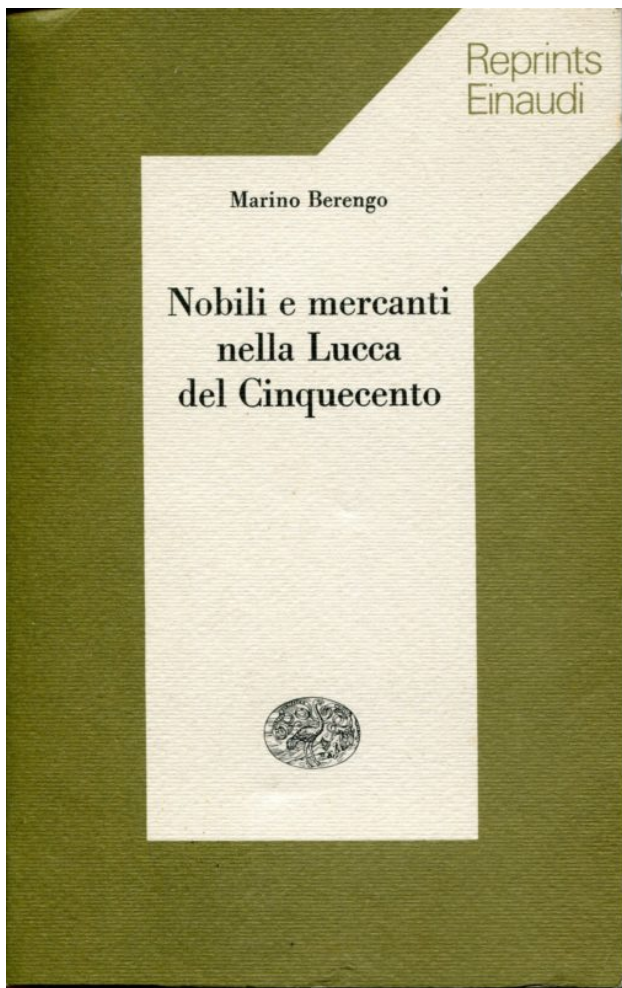 Reprints
Einaudi
Marino Berengo
Nobili e mercanti
nella Lucca
del Cinquecento